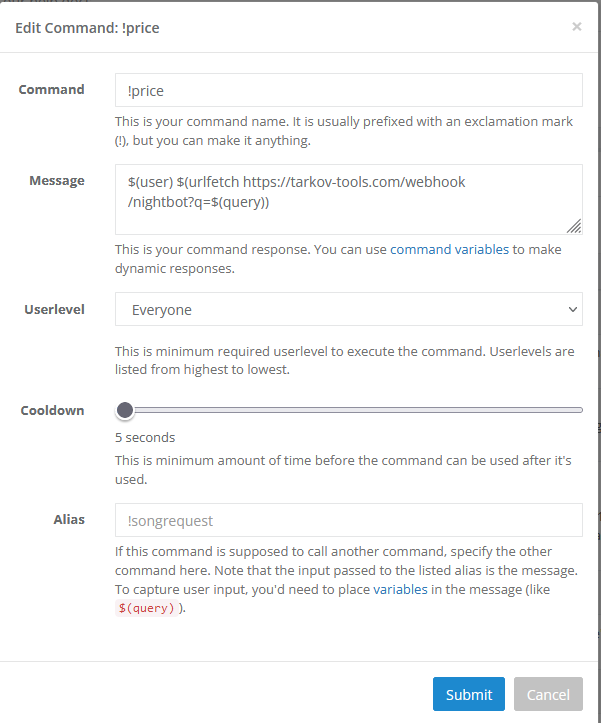 Edit Command: !price
×
Command
!price
This is your command name. It is usually prefixed with an exclamation mark
(!), but you can make it anything.
Message
$(user) $(urlfetch https://tarkov-tools.com/webhook
/nightbot?q=$(query))
This is your command response. You can use command variables to make
dynamic responses.
Userlevel
Everyone
This is minimum required userlevel to execute the command. Userlevels are
listed from highest to lowest.
Cooldown
5 seconds
This is minimum amount of time before the command can be used after it's
used.
Alias
!songrequest
If this command is supposed to call another command, specify the other
command here. Note that the input passed to the listed alias is the message.
To capture user input, you'd need to place variables in the message (like
$(query) ).
Submit
Cancel